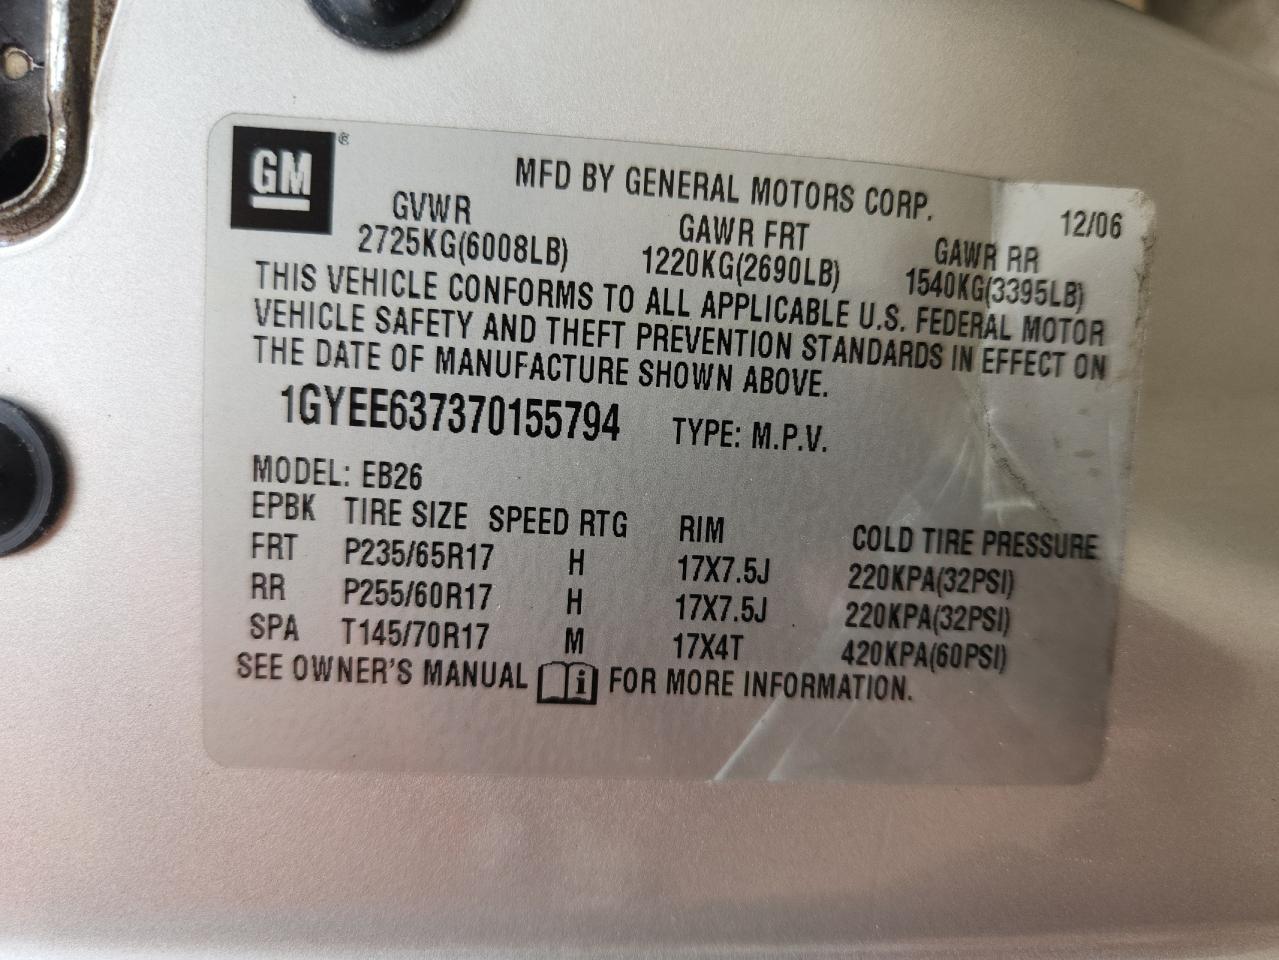 GM ®
MFD BY GENERAL MOTORS CORP.
12/06
GVWR GAWR FRT GAWR RR
2725KG(6008LB) 1220KG(2690LB) 1540KG(3395LB)
THIS VEHICLE CONFORMS TO ALL APPLICABLE U.S. FEDERAL MOTOR
VEHICLE SAFETY AND THEFT PREVENTION STANDARDS IN EFFECT ON
THE DATE OF MANUFACTURE SHOWN ABOVE.
1GYEE637370155794 TYPE: M.P.V.
MODEL: EB26
EPBK TIRE SIZE SPEED RTG RIM COLD TIRE PRESSURE
FRT P235/65R17 H 17X7.5J 220KPA(32PSI)
RR P255/60R17 H 17X7.5J 220KPA(32PSI)
SPA T145/70R17 M 17X4T 420KPA(60PSI)
SEE OWNER'S MANUAL i FOR MORE INFORMATION.